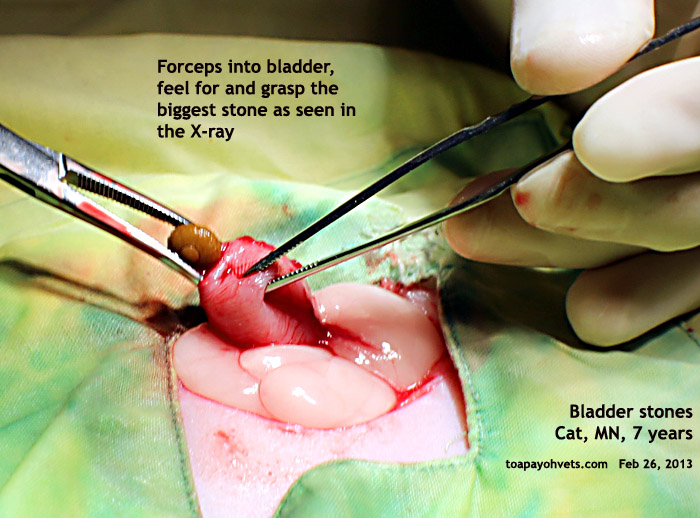 Forceps into bladder,
feel for and grasp the
biggest stone as seen in
the X-ray
Bladder stones
Cat, MN, 7 years
toapayohvets.com Feb 26, 2013